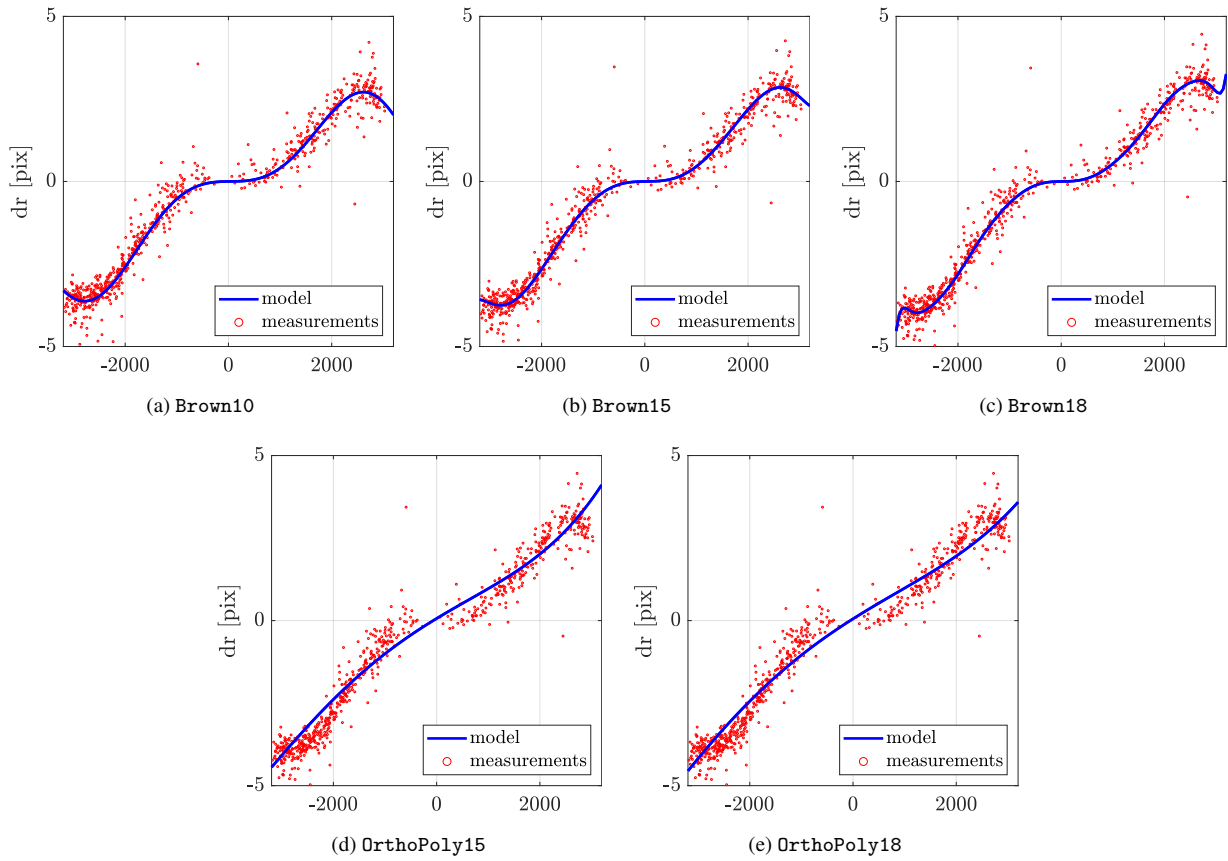 5
0
-5
dr [pix]
-2000 0 2000
model
measurements
(a) Brown10
5
0
-5
dr [pix]
-2000 0 2000
model
measurements
(b) Brown15
5
0
-5
dr [pix]
-2000 0 2000
model
measurements
(c) Brown18
5
0
-5
dr [pix]
-2000 0 2000
model
measurements
(d) OrthoPoly15
5
0
-5
dr [pix]
-2000 0 2000
model
measurements
(e) OrthoPoly18